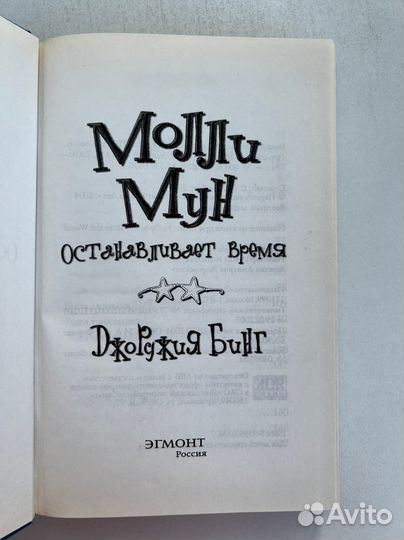 Молли
Мун
останавливает время
Джорджия Бинг
ЭГМОНТ
Россия
Avito